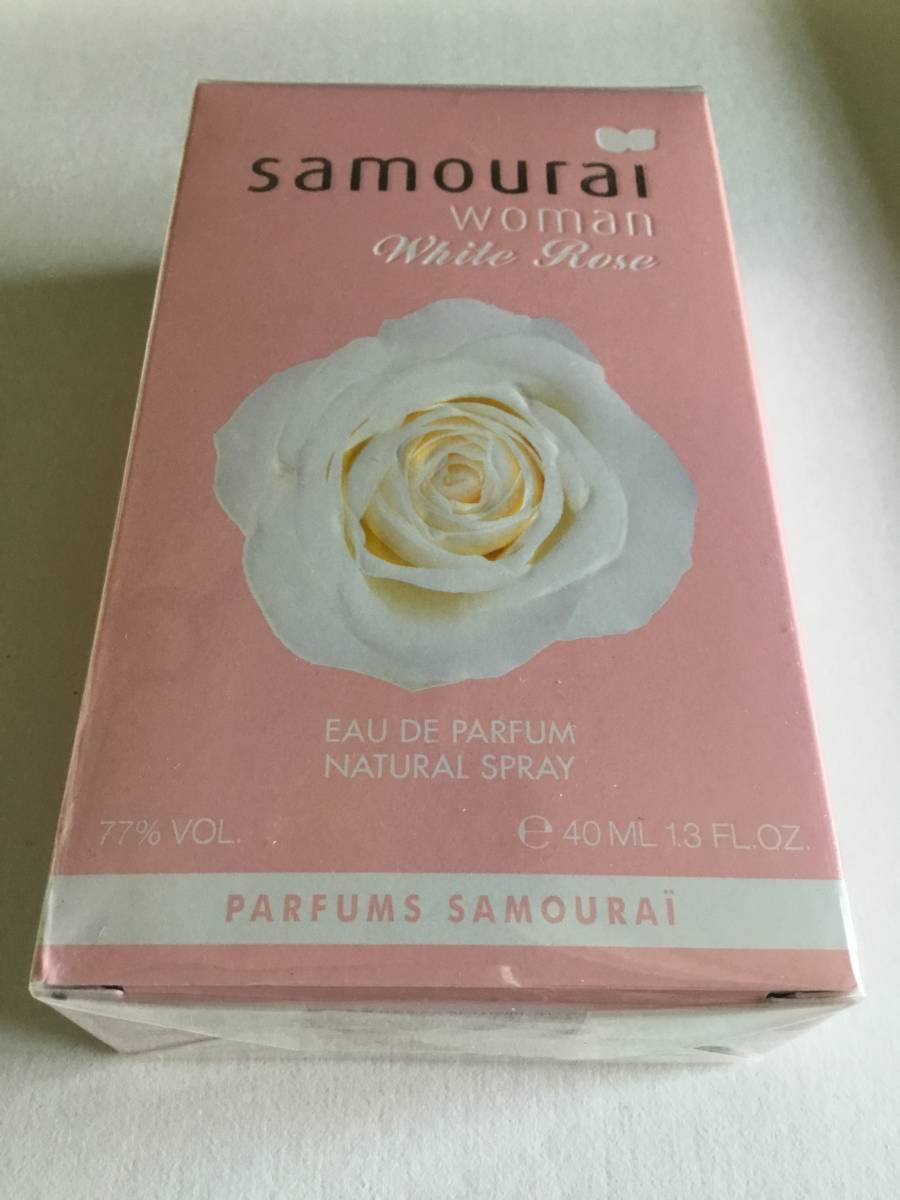 samouraï
woman
White Rose
EAU DE PARFUM
NATURAL SPRAY
77% VOL.
℮ 40 ML 1.3 FL.OZ.
PARFUMS SAMOURAÏ